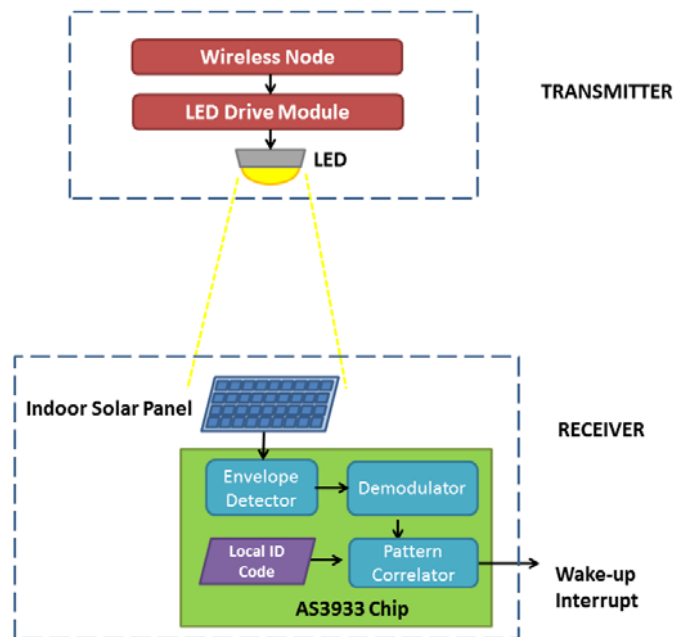 Wireless Node
TRANSMITTER
LED Drive Module
LED
Indoor Solar Panel
RECEIVER
Envelope
Detector
Demodulator
Local ID
Code
Pattern
Correlator
Wake-up
Interrupt
AS3933 Chip